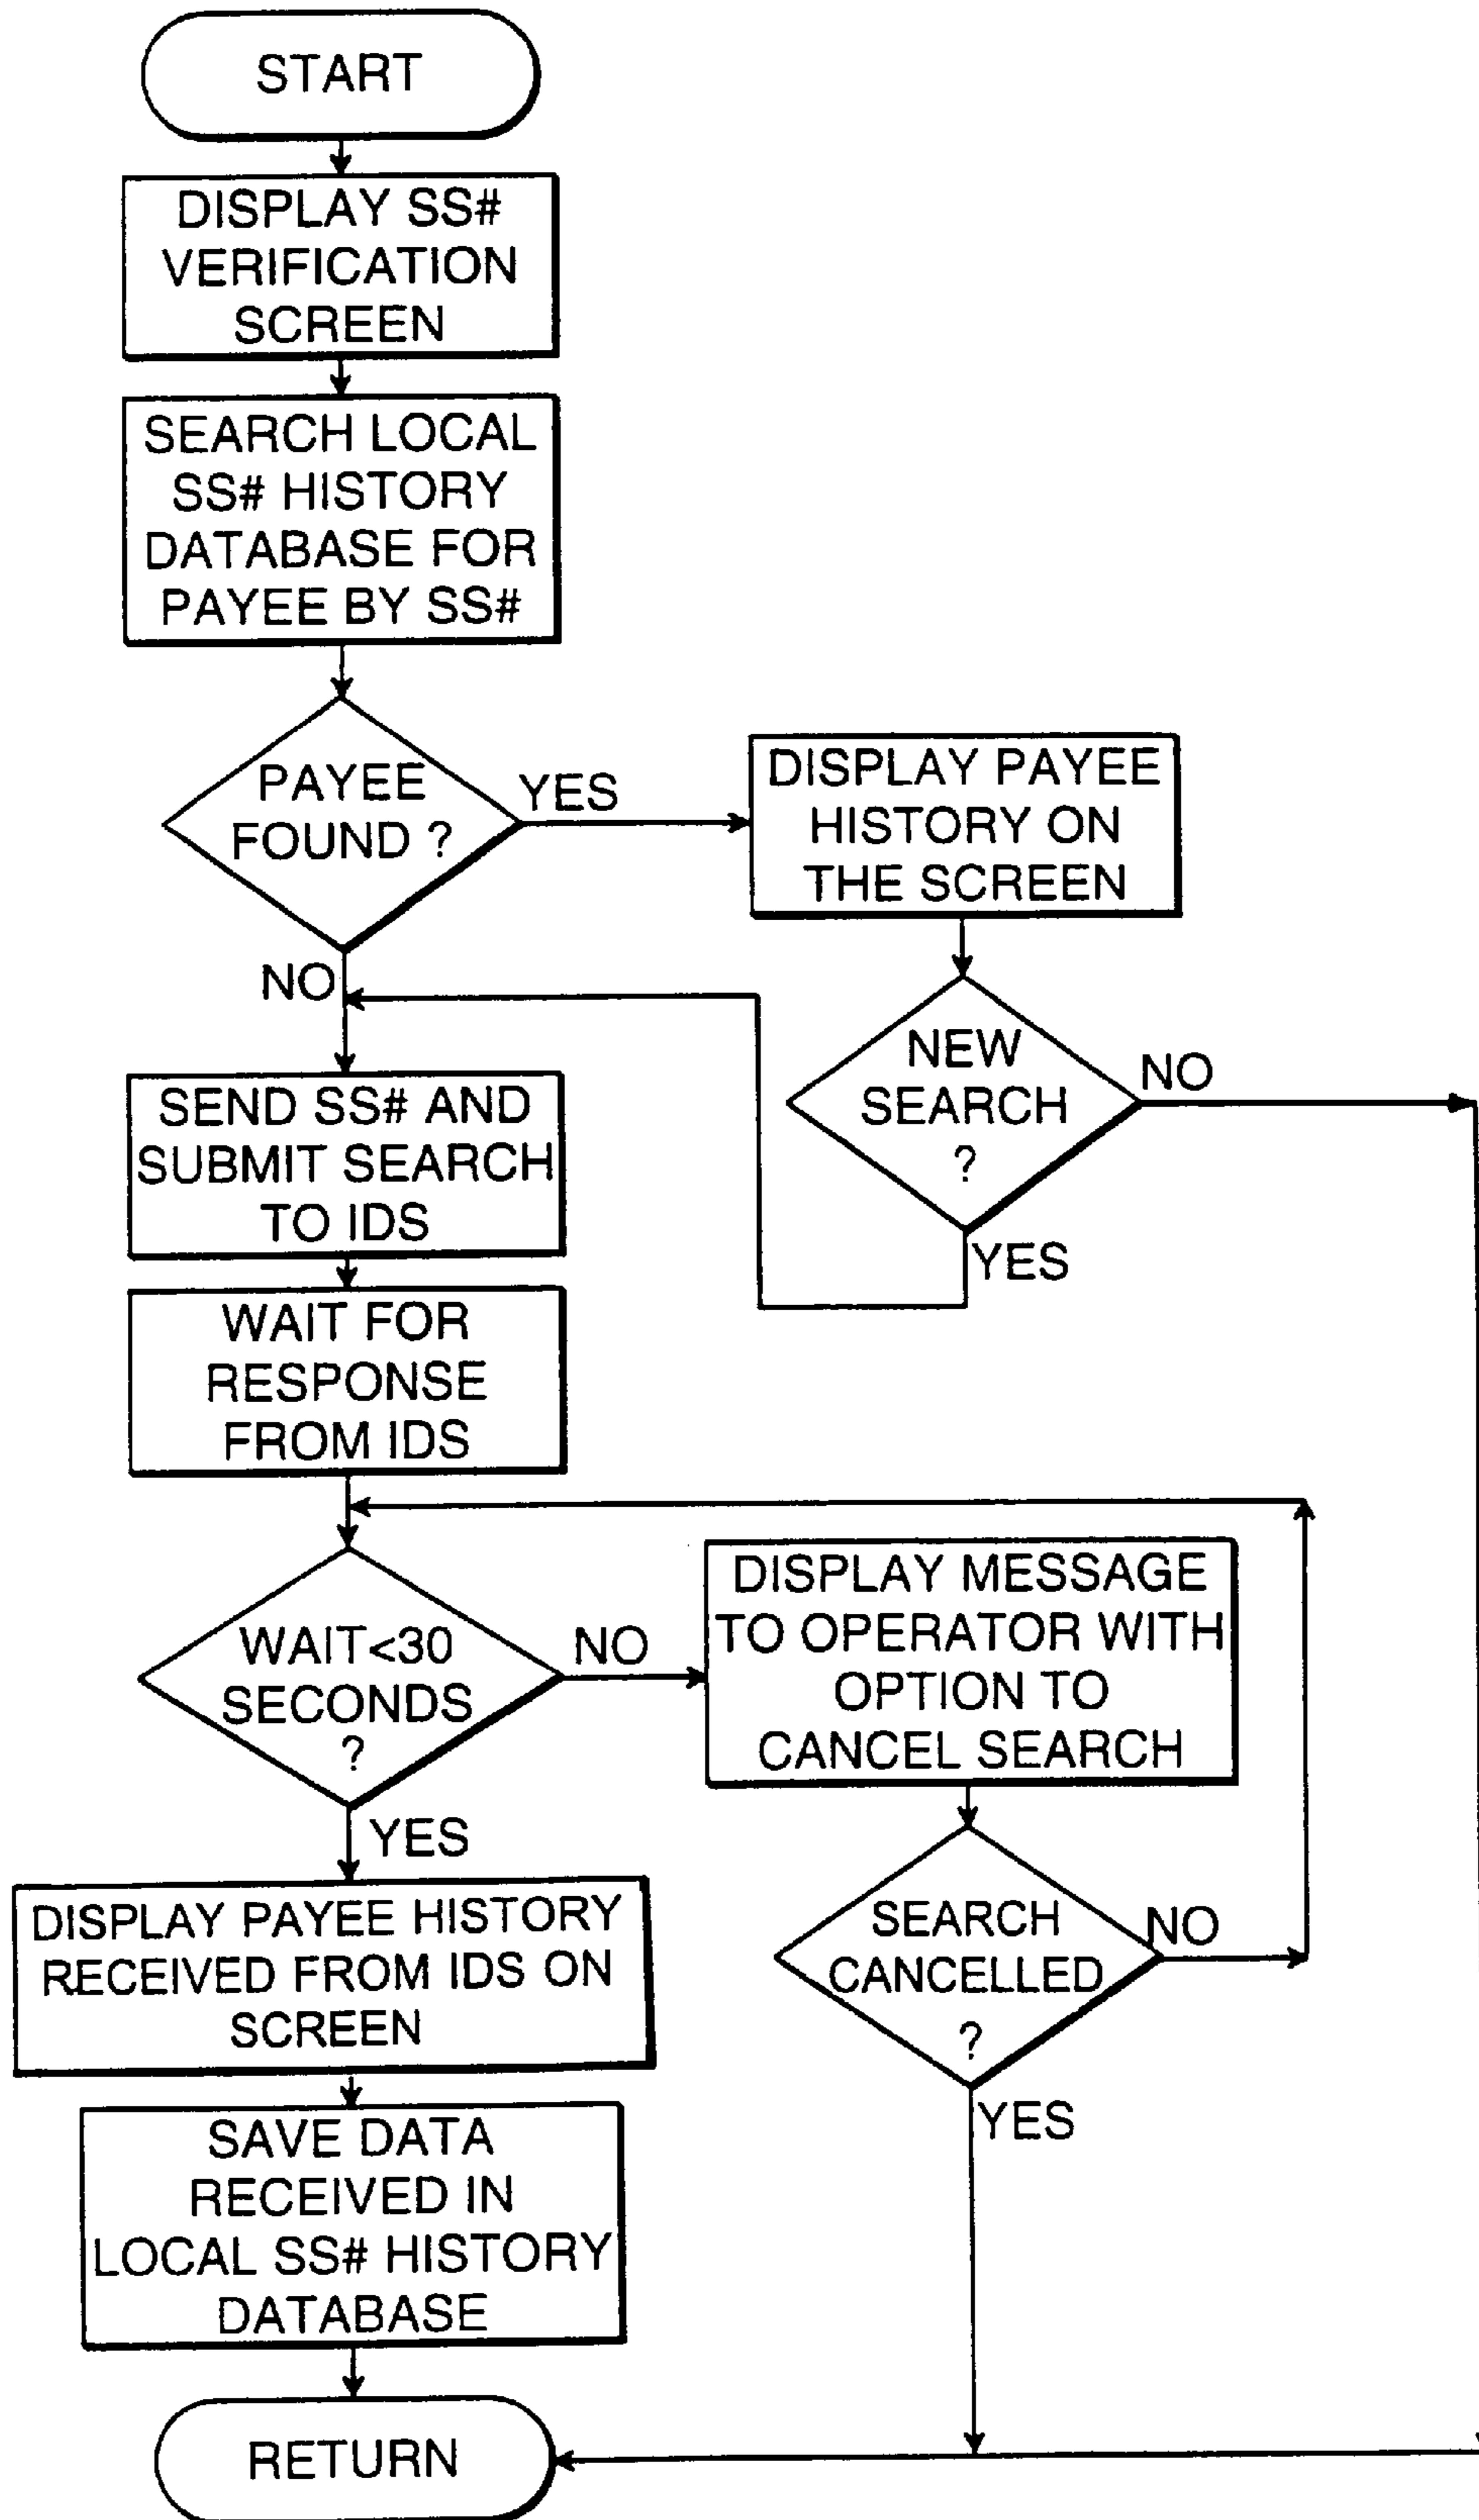 START
DISPLAY SS#
VERIFICATION
SCREEN
SEARCH LOCAL
SS# HISTORY
DATABASE FOR
PAYEE BY SS#
PAYEE
FOUND ?
YES
DISPLAY PAYEE
HISTORY ON
THE SCREEN
NO
NEW
SEARCH
?
NO
YES
SEND SS# AND
SUBMIT SEARCH
TO IDS
WAIT FOR
RESPONSE
FROM IDS
WAIT<30
SECONDS
?
NO
DISPLAY MESSAGE
TO OPERATOR WITH
OPTION TO
CANCEL SEARCH
YES
SEARCH
CANCELLED
?
NO
YES
DISPLAY PAYEE HISTORY
RECEIVED FROM IDS ON
SCREEN
SAVE DATA
RECEIVED IN
LOCAL SS# HISTORY
DATABASE
RETURN